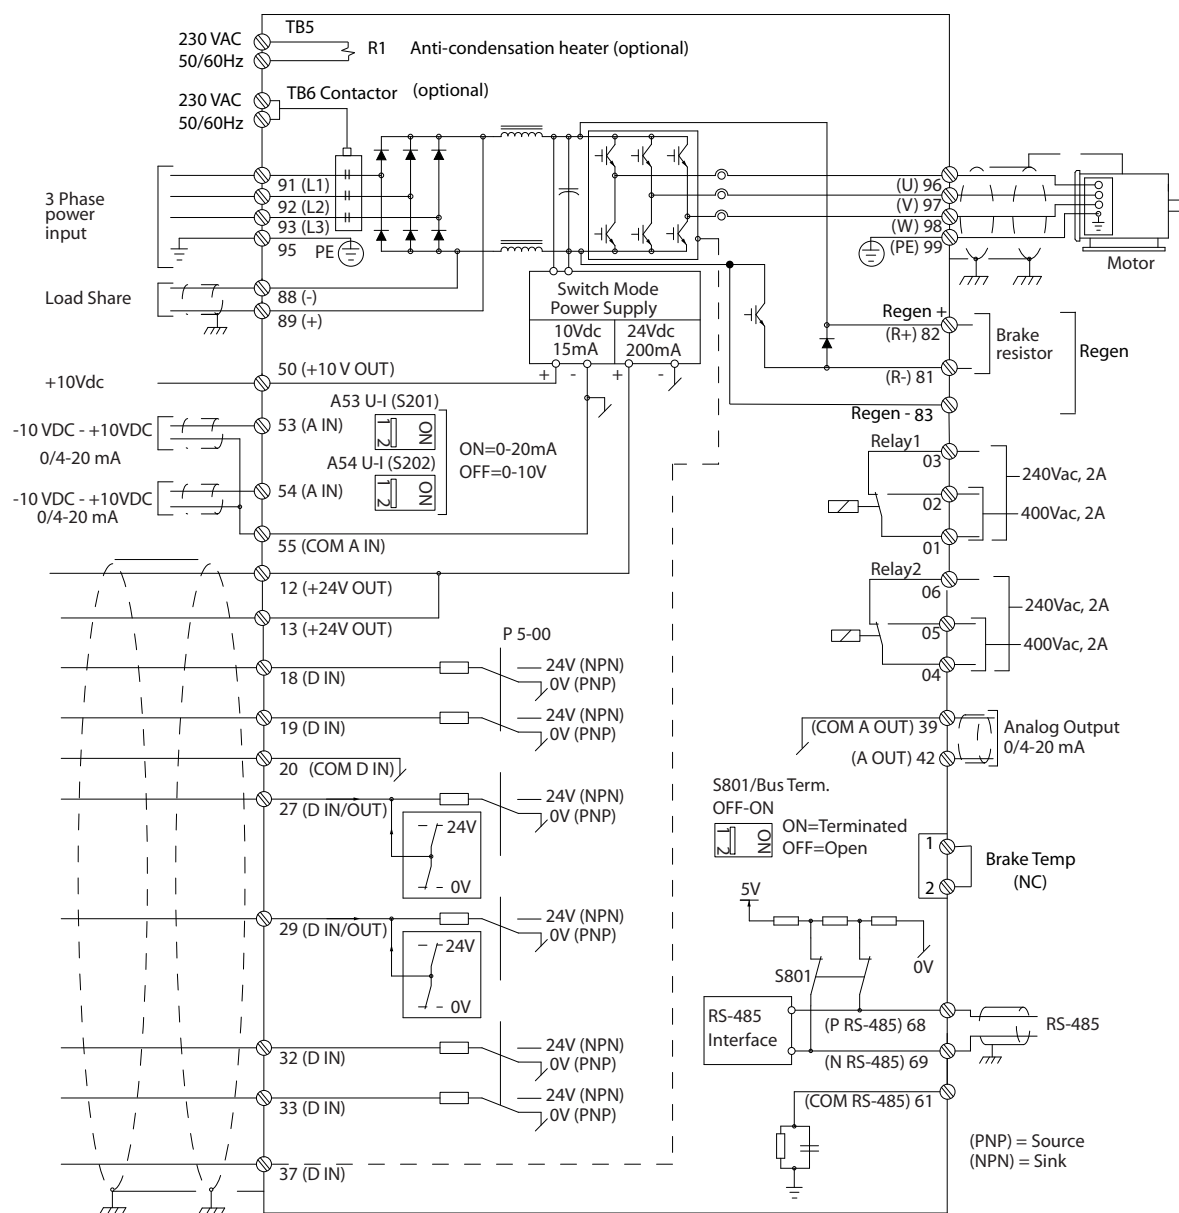 TB5
230 VAC
50/60Hz
R1
Anti-condensation heater (optional)
TB6 Contactor
(optional)
230 VAC
50/60Hz
3 Phase
power
input
91 (L1)
92 (L2)
93 (L3)
95
PE
(U) 96
(V) 97
(W) 98
(PE) 99
Motor
Load Share
88 (-)
89 (+)
Switch Mode
Power Supply
10Vdc
15mA
24Vdc
200mA
+
-
+
-
Regen +
(R+) 82
Brake
resistor
Regen
(R-) 81
Regen - 83
+10Vdc
50 (+10 V OUT)
A53 U-I (S201)
1
2
ON
-10 VDC - +10VDC
0/4-20 mA
53 (A IN)
ON=0-20mA
OFF=0-10V
A54 U-I (S202)
1
2
ON
-10 VDC - +10VDC
0/4-20 mA
54 (A IN)
55 (COM A IN)
Relay1
03
240Vac, 2A
02
400Vac, 2A
01
12 (+24V OUT)
13 (+24V OUT)
Relay2
06
240Vac, 2A
05
400Vac, 2A
04
P 5-00
18 (D IN)
24V (NPN)
0V (PNP)
19 (D IN)
24V (NPN)
0V (PNP)
20 (COM D IN)
27 (D IN/OUT)
24V (NPN)
0V (PNP)
24V
0V
29 (D IN/OUT)
24V (NPN)
0V (PNP)
24V
0V
32 (D IN)
24V (NPN)
0V (PNP)
33 (D IN)
24V (NPN)
0V (PNP)
37 (D IN)
(COM A OUT) 39
(A OUT) 42
Analog Output
0/4-20 mA
S801/Bus Term.
OFF-ON
1
2
ON
ON=Terminated
OFF=Open
1
2
Brake Temp
(NC)
5V
0V
S801
RS-485
Interface
(P RS-485) 68
RS-485
(N RS-485) 69
(COM RS-485) 61
(PNP) = Source
(NPN) = Sink